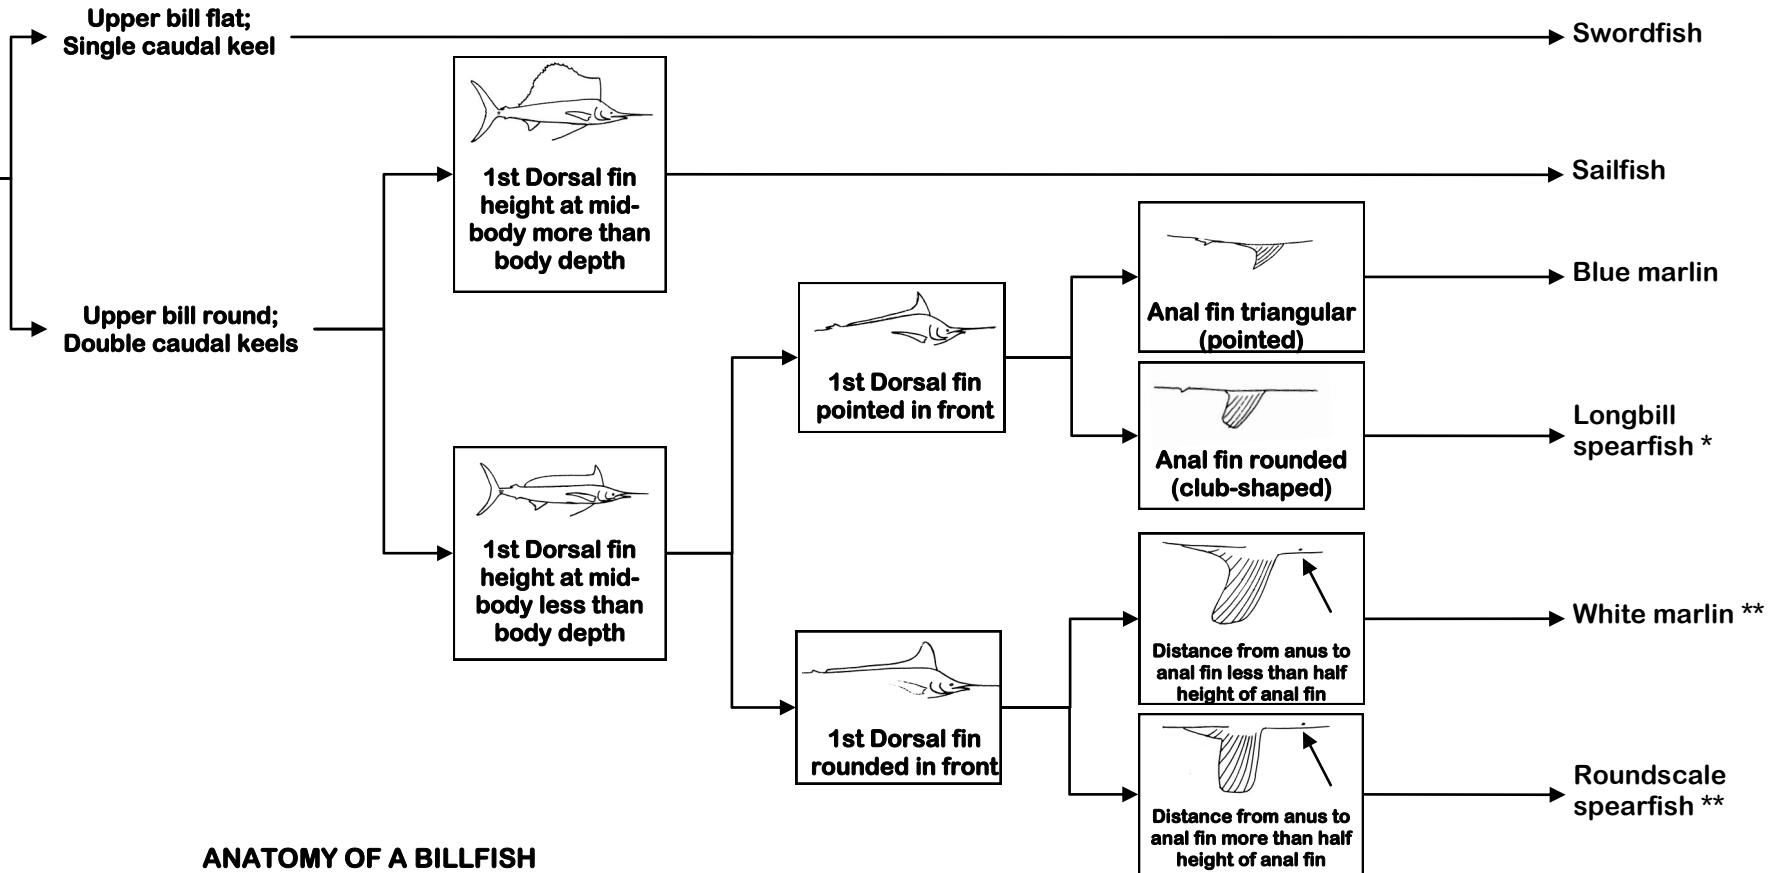 Upper bill flat;
Single caudal keel
Swordfish
1st Dorsal fin
height at mid-
body more than
body depth
Sailfish
Upper bill round;
Double caudal keels
1st Dorsal fin
height at mid-
body less than
body depth
1st Dorsal fin
pointed in front
Anal fin triangular
(pointed)
Blue marlin
Anal fin rounded
(club-shaped)
Longbill
spearfish *
1st Dorsal fin
rounded in front
Distance from anus to
anal fin less than half
height of anal fin
White marlin **
Distance from anus to
anal fin more than half
height of anal fin
Roundscale
spearfish **
ANATOMY OF A BILLFISH